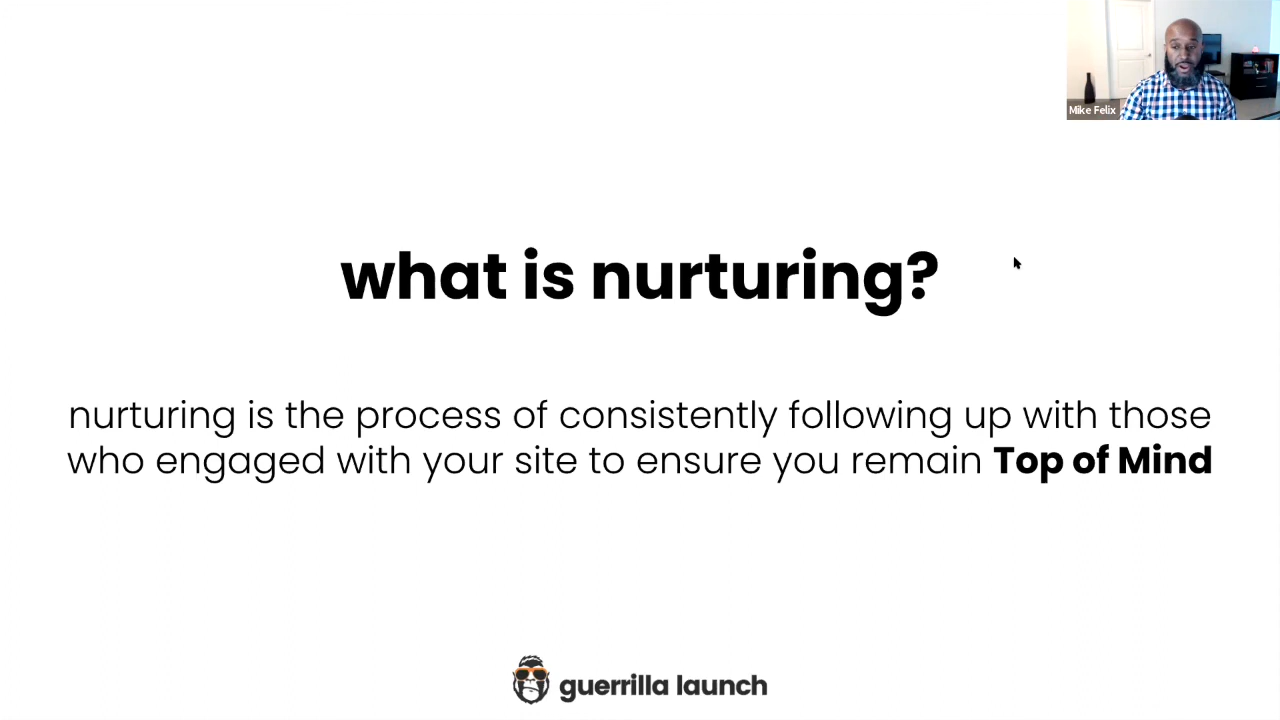 Mike Felix
what is nurturing?
nurturing is the process of consistently following up with those
who engaged with your site to ensure you remain Top of Mind
guerrilla launch